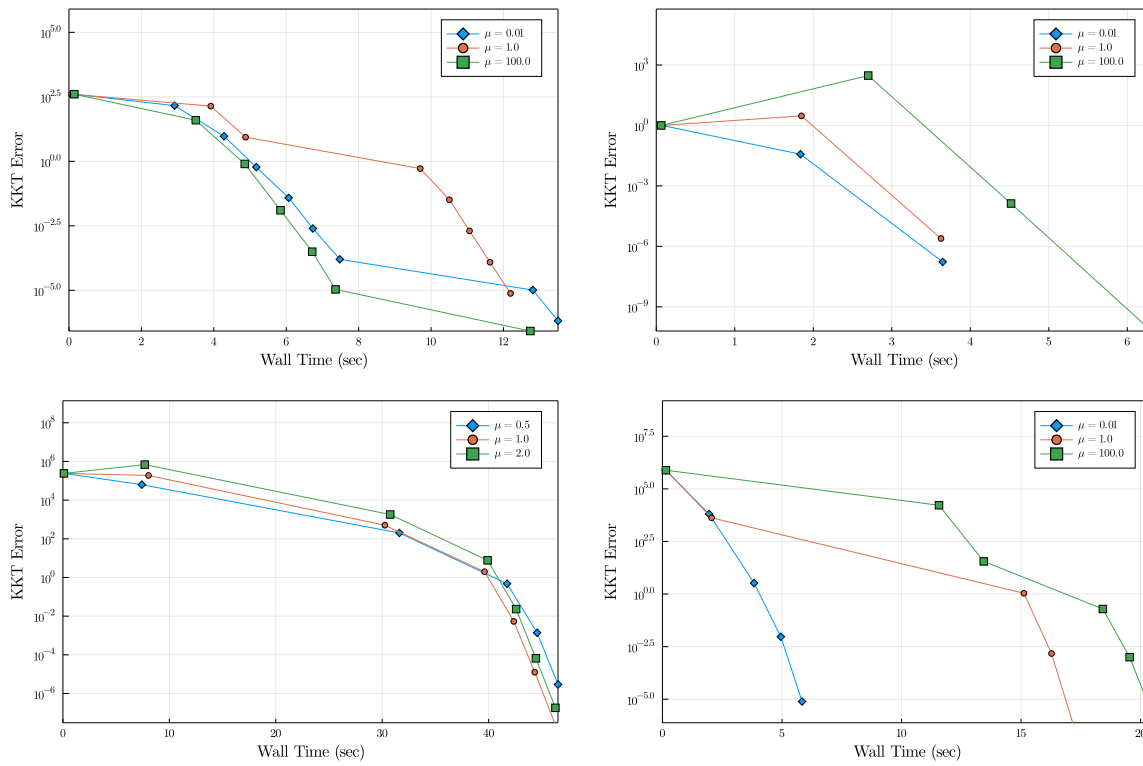 KKT Error
10^5.0
10^2.5
10^0.0
10^−2.5
10^−5.0
μ = 0.01
μ = 1.0
μ = 100.0
0 2 4 6 8 10 12
Wall Time (sec)
KKT Error
10^3
10^0
10^−3
10^−6
10^−9
μ = 0.01
μ = 1.0
μ = 100.0
0 1 2 3 4 5 6
Wall Time (sec)
KKT Error
10^8
10^6
10^4
10^2
10^0
10^−2
10^−4
10^−6
μ = 0.5
μ = 1.0
μ = 2.0
0 10 20 30 40
Wall Time (sec)
KKT Error
10^7.5
10^5.0
10^2.5
10^0.0
10^−2.5
10^−5.0
μ = 0.01
μ = 1.0
μ = 100.0
0 5 10 15 20
Wall Time (sec)